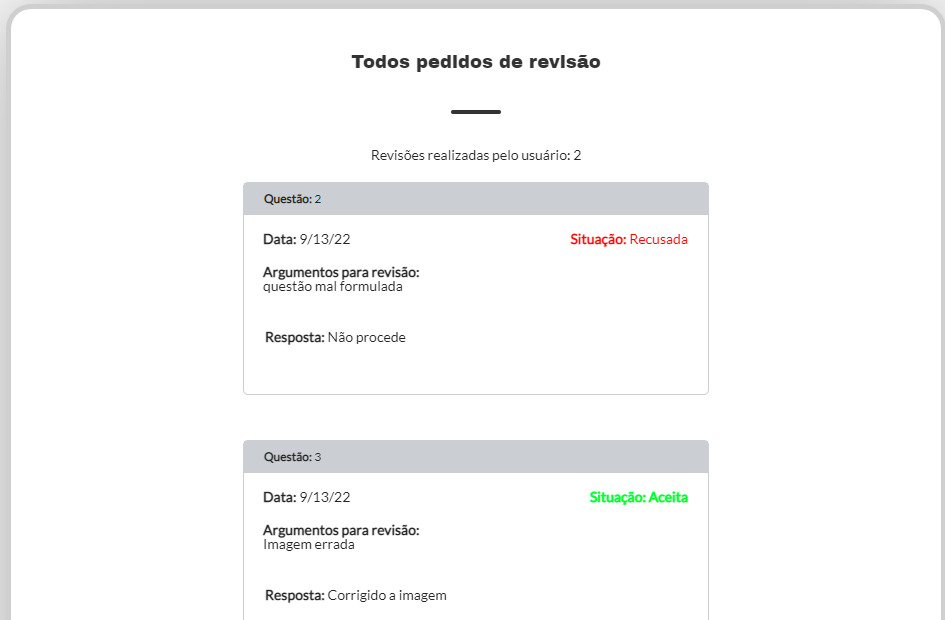 Todos pedidos de revisão
Revisões realizadas pelo usuário: 2
Questão: 2
Data: 9/13/22 Situação: Recusada
Argumentos para revisão:
questão mal formulada
Resposta: Não procede
Questão: 3
Data: 9/13/22 Situação: Aceita
Argumentos para revisão:
Imagem errada
Resposta: Corrigido a imagem